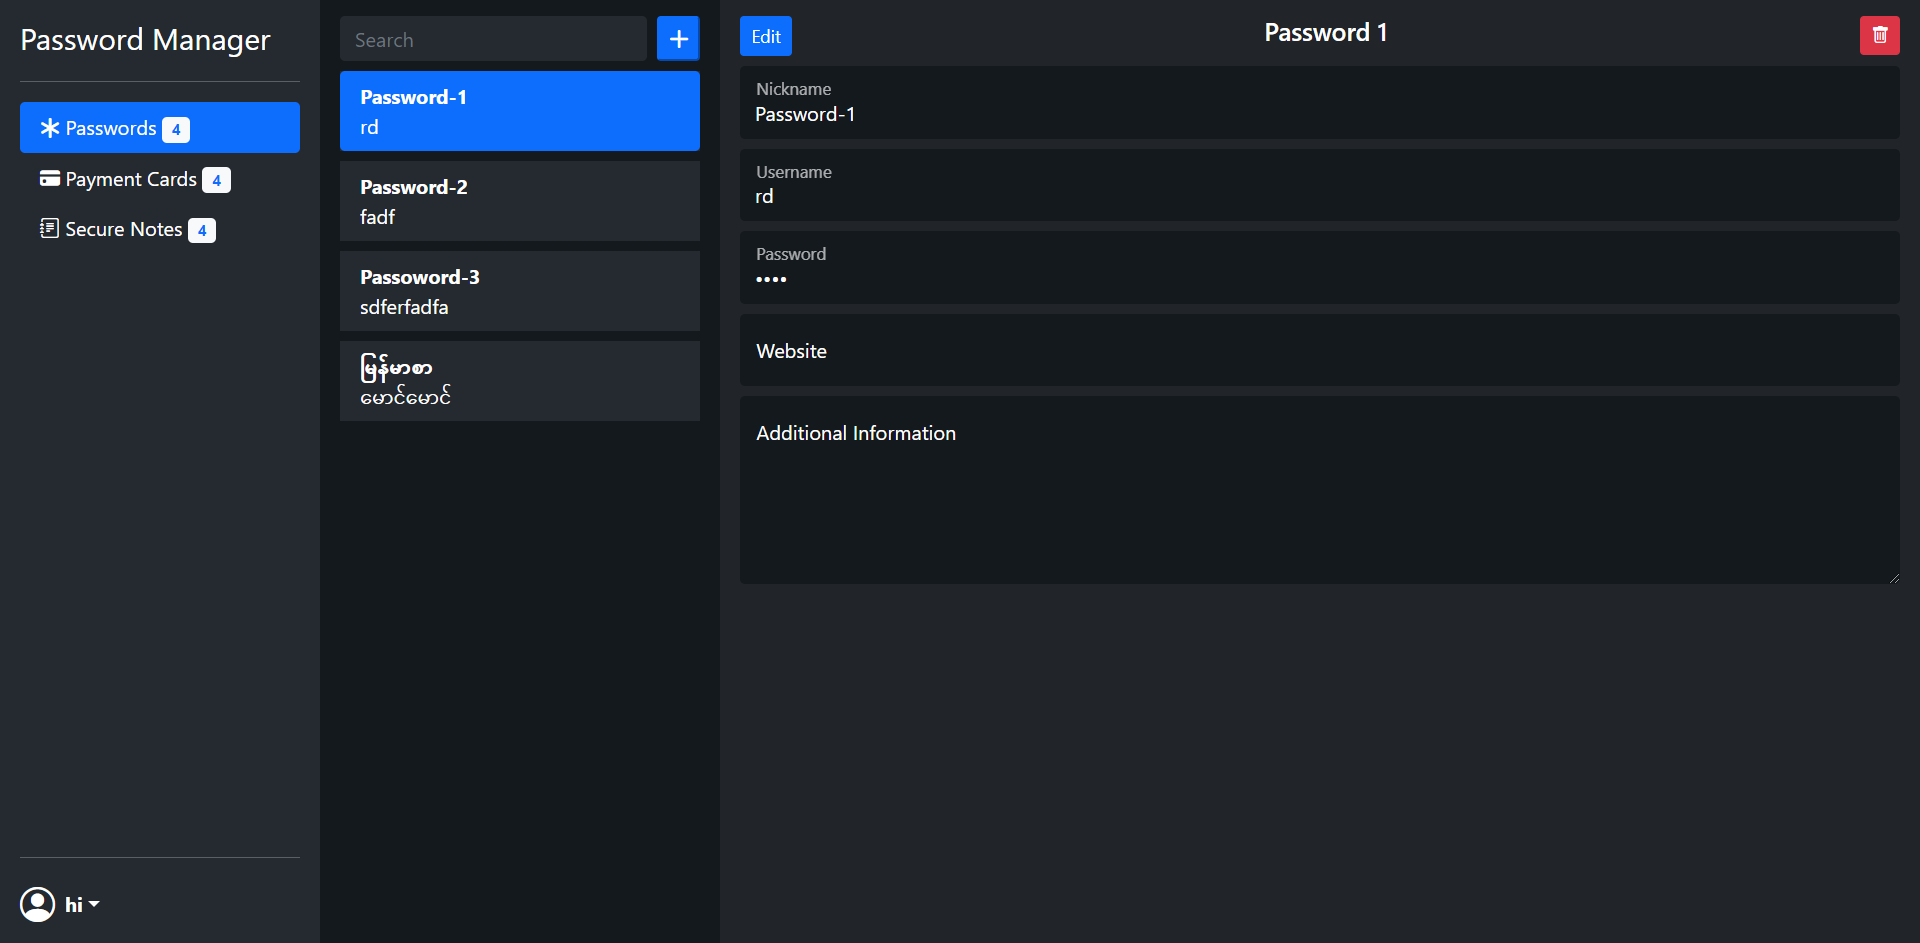 Password Manager
Passwords 4
Payment Cards 4
Secure Notes 4
hi
Search
Password-1
rd
Password-2
fadf
Passoword-3
sdferfadfa
မြန်မာစာ
မောင်မောင်
Edit
Password 1
Nickname
Password-1
Username
rd
Password
••••
Website
Additional Information